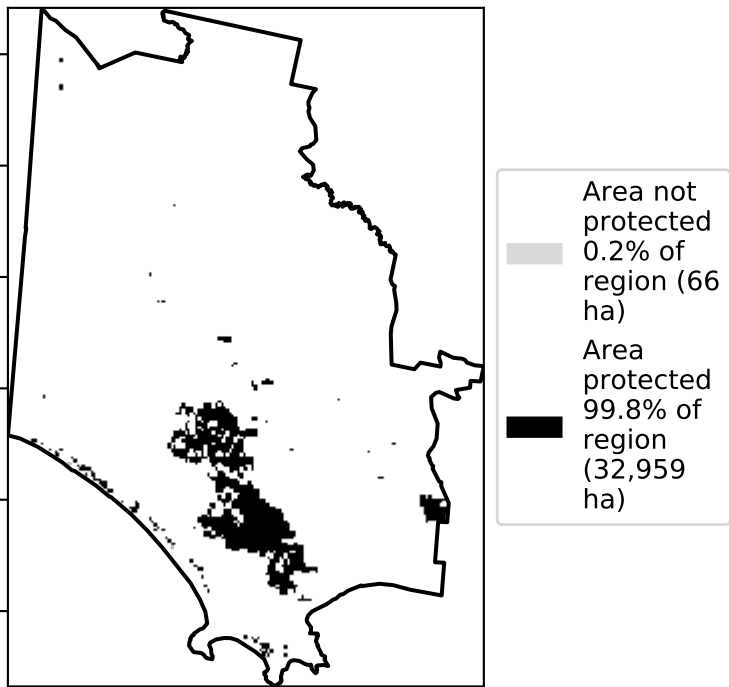 Area not
protected
0.2% of
region (66
ha)
Area
protected
99.8% of
region
(32,959
ha)